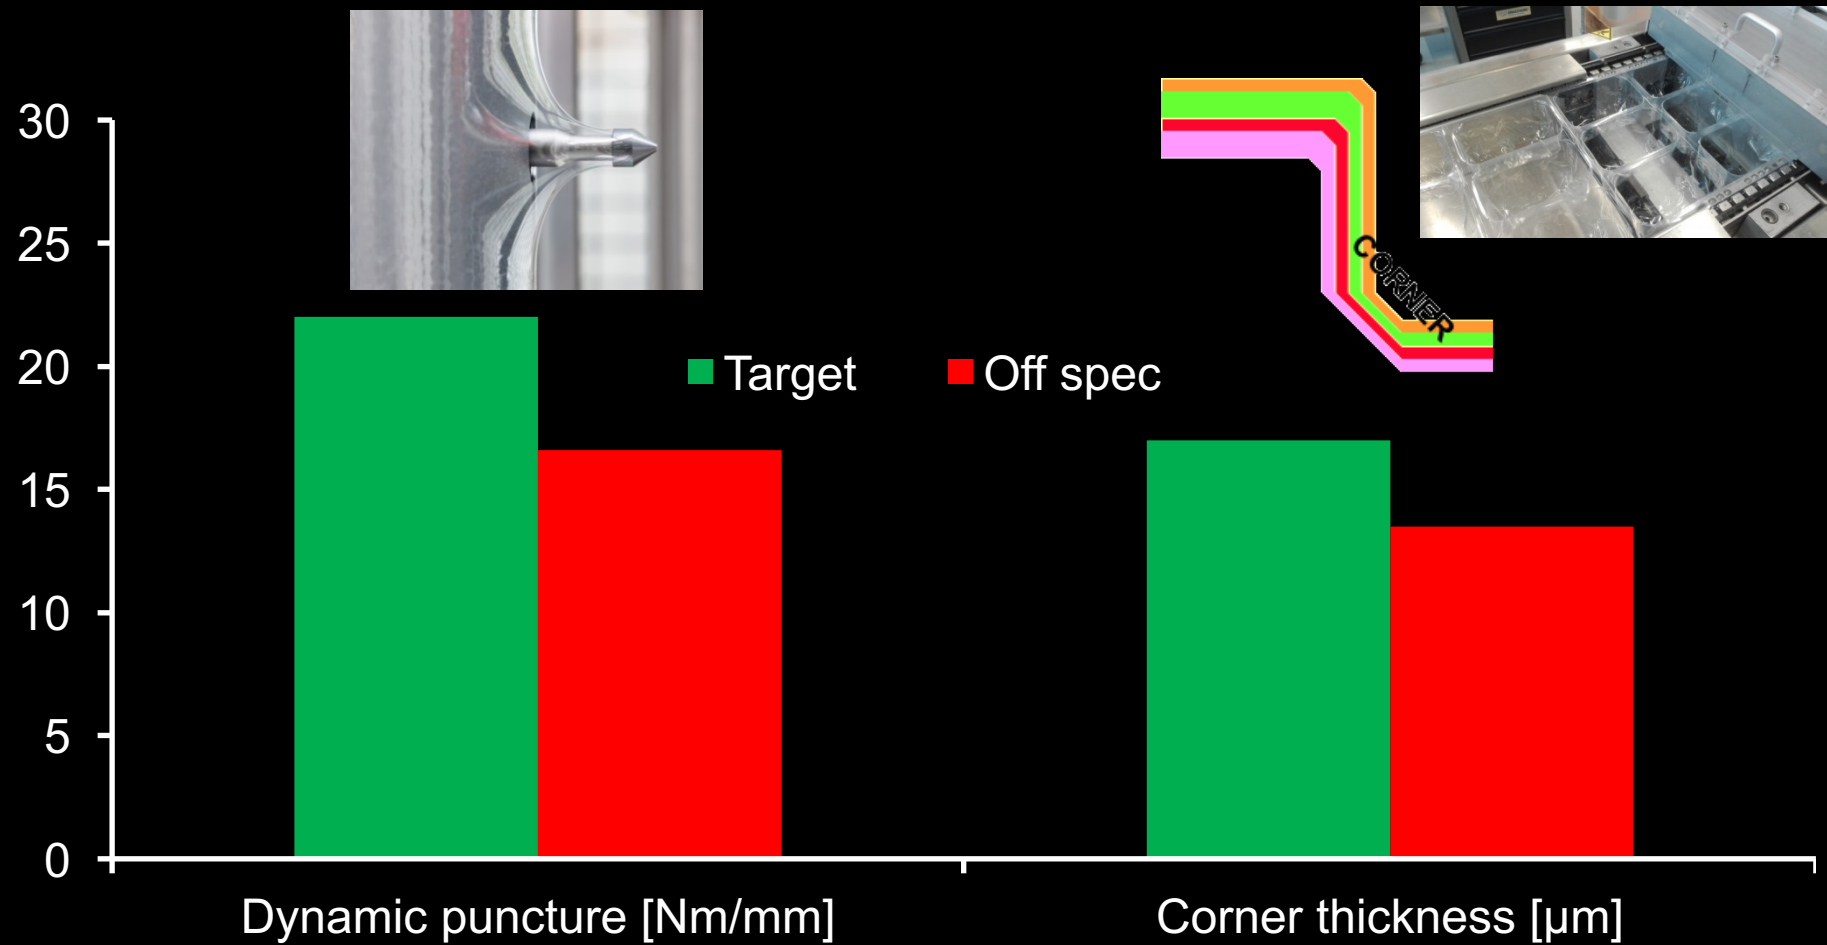 30
25
20
15
10
5
0
CORNER
Target
Off spec
Dynamic puncture [Nm/mm]
Corner thickness [µm]